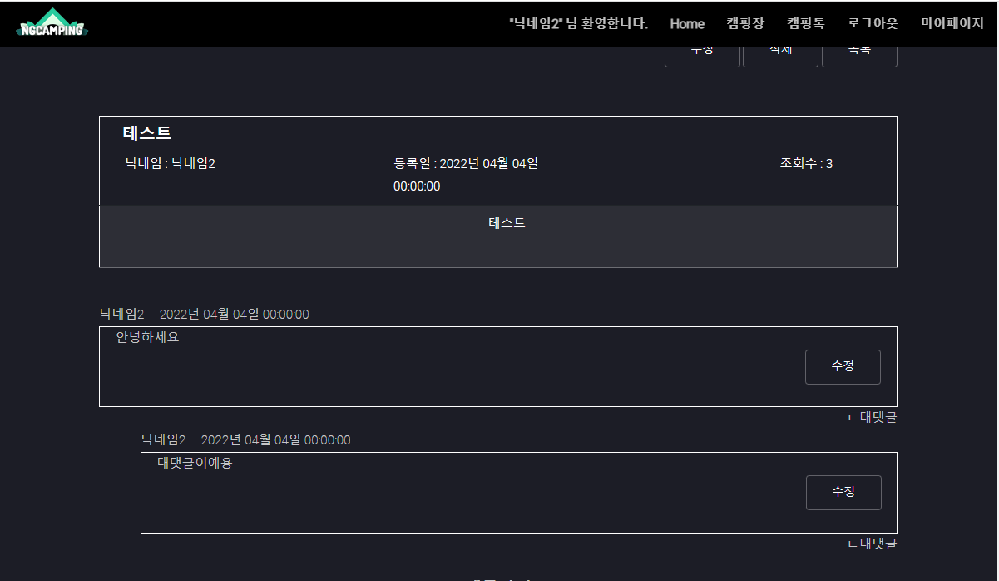 NGCAMPING
"닉네임2" 님 환영합니다. Home 캠핑장 캠핑톡 로그아웃 마이페이지
수정 삭제 목록
테스트
닉네임 : 닉네임2 등록일 : 2022년 04월 04일 조회수 : 3
00:00:00
테스트
닉네임2 2022년 04월 04일 00:00:00
안녕하세요
수정
ㄴ대댓글
닉네임2 2022년 04월 04일 00:00:00
대댓글이예용
수정
ㄴ대댓글